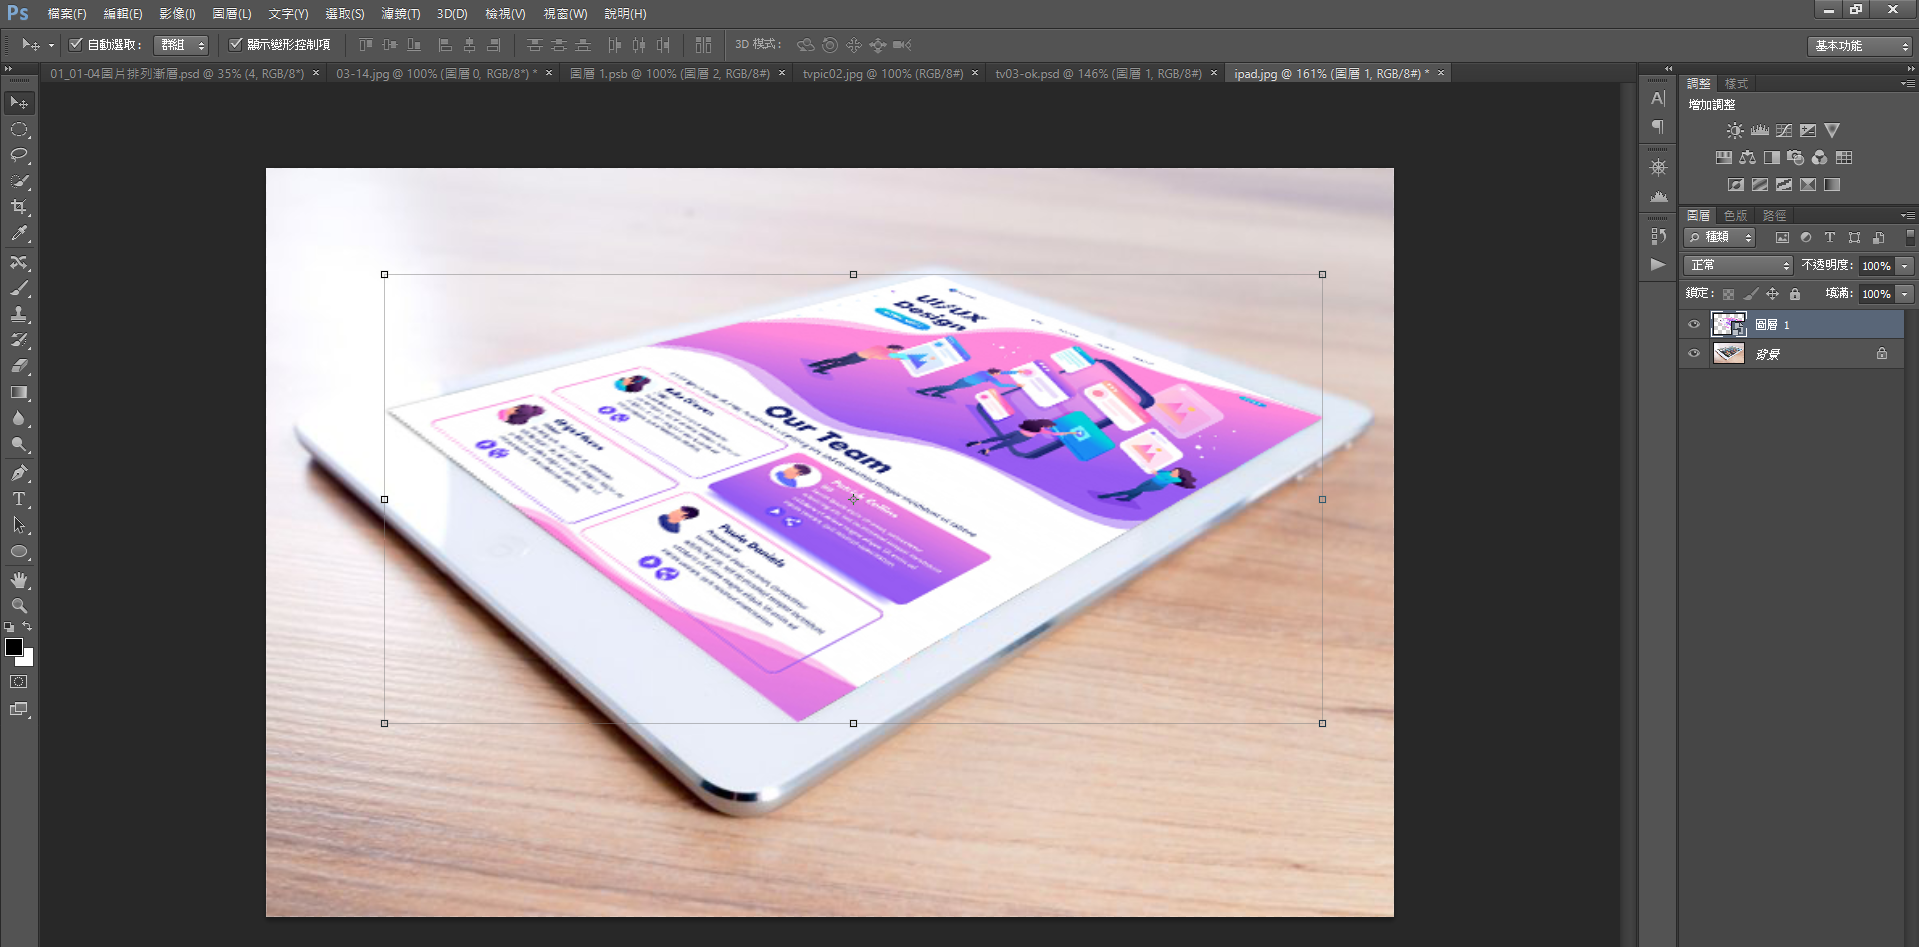 Ps 檔案(F) 編輯(E) 影像(I) 圖層(L) 文字(Y) 選取(S) 濾鏡(T) 3D(D) 檢視(V) 視窗(W) 說明(H)
自動選取： 群組 顯示變形控制項 3D 模式： 基本功能
01_01-04圖片排列漸層.psd @ 35% (4, RGB/8*) × 03-14.jpg @ 100% (圖層 0, RGB/8*) * × 圖層 1.psb @ 100% (圖層 2, RGB/8#) × tvpic02.jpg @ 100% (RGB/8#) × tv03-ok.psd @ 146% (圖層 1, RGB/8#) × ipad.jpg @ 161% (圖層 1, RGB/8#) * ×
調整 樣式
增加調整
圖層 色版 路徑
種類
正常 不透明度： 100%
鎖定： 填滿： 100%
圖層 1
背景
UI/UX
Design
Our Team
Paula Daniels